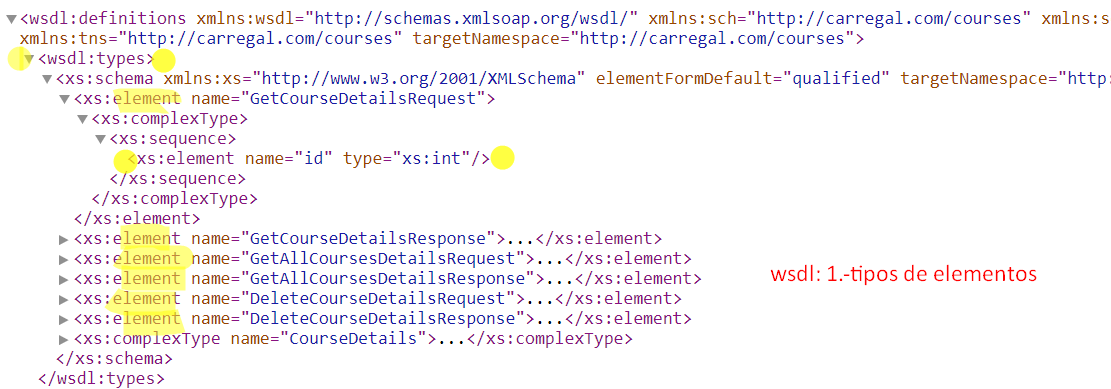 ▼<wsdl:definitions xmlns:wsdl="http://schemas.xmlsoap.org/wsdl/" xmlns:sch="http://carregal.com/courses" xmlns:s
xmlns:tns="http://carregal.com/courses" targetNamespace="http://carregal.com/courses">
▼<wsdl:types>
▼<xs:schema xmlns:xs="http://www.w3.org/2001/XMLSchema" elementFormDefault="qualified" targetNamespace="http:
▼<xs:element name="GetCourseDetailsRequest">
▼<xs:complexType>
▼<xs:sequence>
<xs:element name="id" type="xs:int"/>
</xs:sequence>
</xs:complexType>
</xs:element>
▶<xs:element name="GetCourseDetailsResponse">...</xs:element>
▶<xs:element name="GetAllCoursesDetailsRequest">...</xs:element>
▶<xs:element name="GetAllCoursesDetailsResponse">...</xs:element>
▶<xs:element name="DeleteCourseDetailsRequest">...</xs:element>
▶<xs:element name="DeleteCourseDetailsResponse">...</xs:element>
▶<xs:complexType name="CourseDetails">...</xs:complexType>
</xs:schema>
</wsdl:types>
wsdl: 1.-tipos de elementos